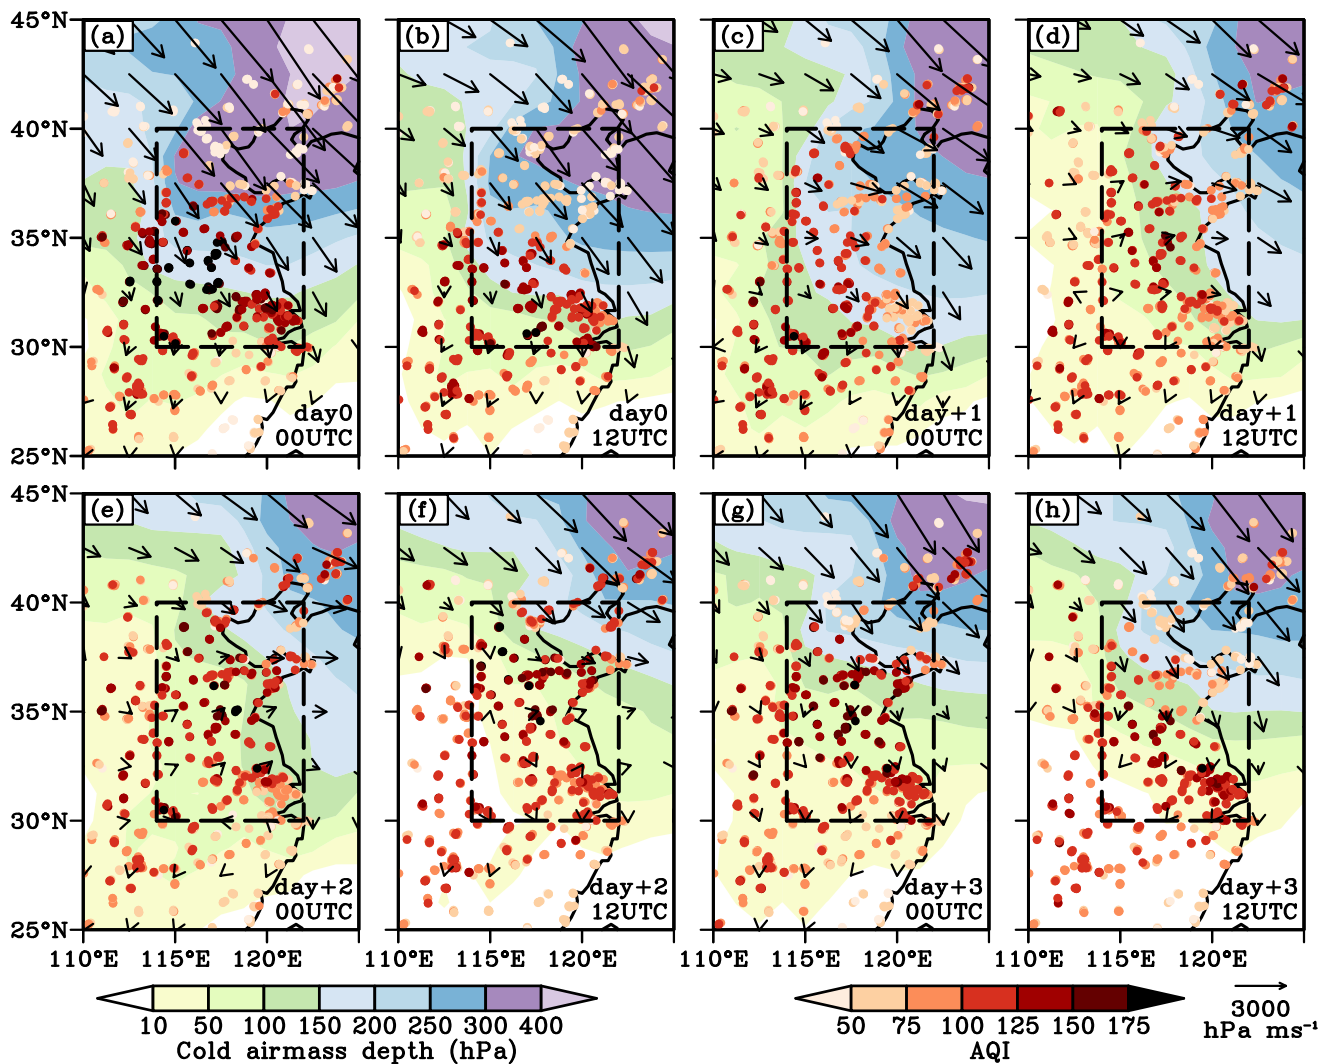 45°N
(a)
(b)
(c)
(d)
40°N
35°N
30°N
25°N
day0
00UTC
day0
12UTC
day+1
00UTC
day+1
12UTC
45°N
(e)
(f)
(g)
(h)
40°N
35°N
30°N
25°N
day+2
00UTC
day+2
12UTC
day+3
00UTC
day+3
12UTC
110°E 115°E 120°E 110°E 115°E 120°E 110°E 115°E 120°E 110°E 115°E 120°E
10 50 100 150 200 250 300 400
Cold airmass depth (hPa)
50 75 100 125 150 175
AQI
3000
hPa ms⁻¹